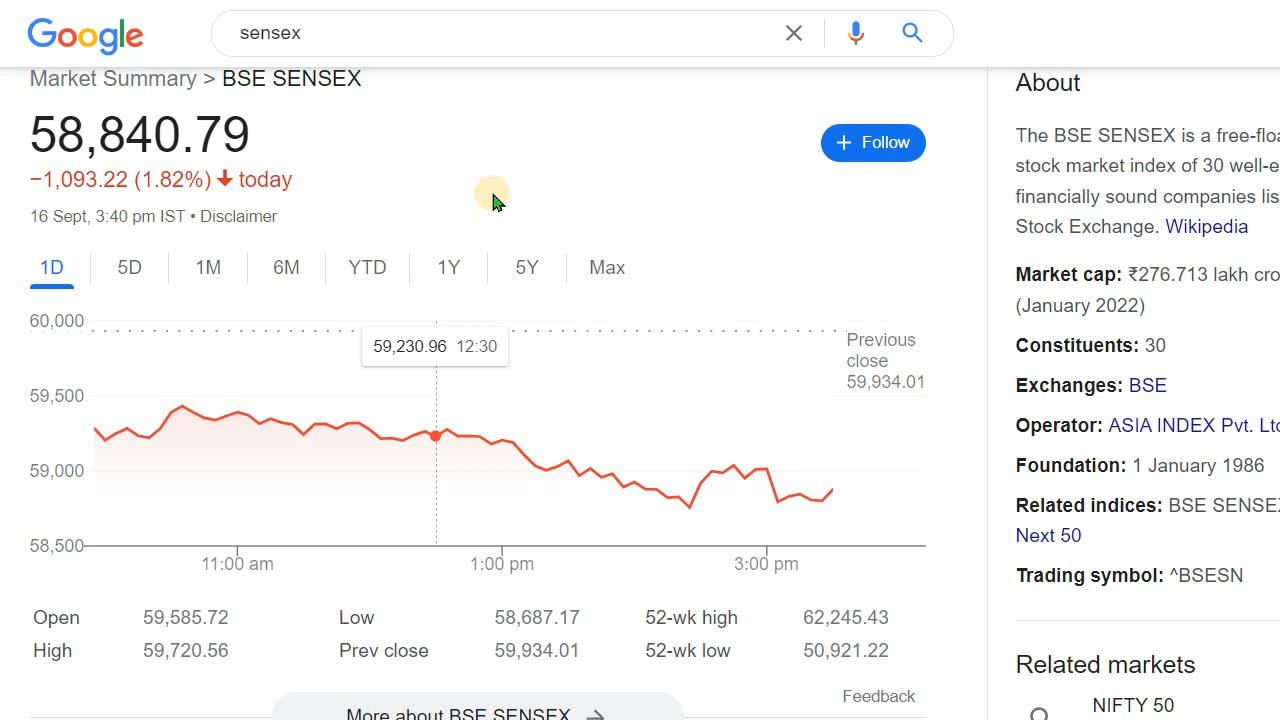 Google
sensex
Market Summary > BSE SENSEX
58,840.79
−1,093.22 (1.82%) today
16 Sept, 3:40 pm IST • Disclaimer
+ Follow
1D 5D 1M 6M YTD 1Y 5Y Max
60,000
59,500
59,000
58,500
59,230.96 12:30
Previous
close
59,934.01
11:00 am 1:00 pm 3:00 pm
Open 59,585.72 Low 58,687.17 52-wk high 62,245.43
High 59,720.56 Prev close 59,934.01 52-wk low 50,921.22
Feedback
More about BSE SENSEX
About
The BSE SENSEX is a free-floa
stock market index of 30 well-e
financially sound companies lis
Stock Exchange. Wikipedia
Market cap: ₹276.713 lakh cro
(January 2022)
Constituents: 30
Exchanges: BSE
Operator: ASIA INDEX Pvt. Ltd
Foundation: 1 January 1986
Related indices: BSE SENSEX
Next 50
Trading symbol: ^BSESN
Related markets
NIFTY 50